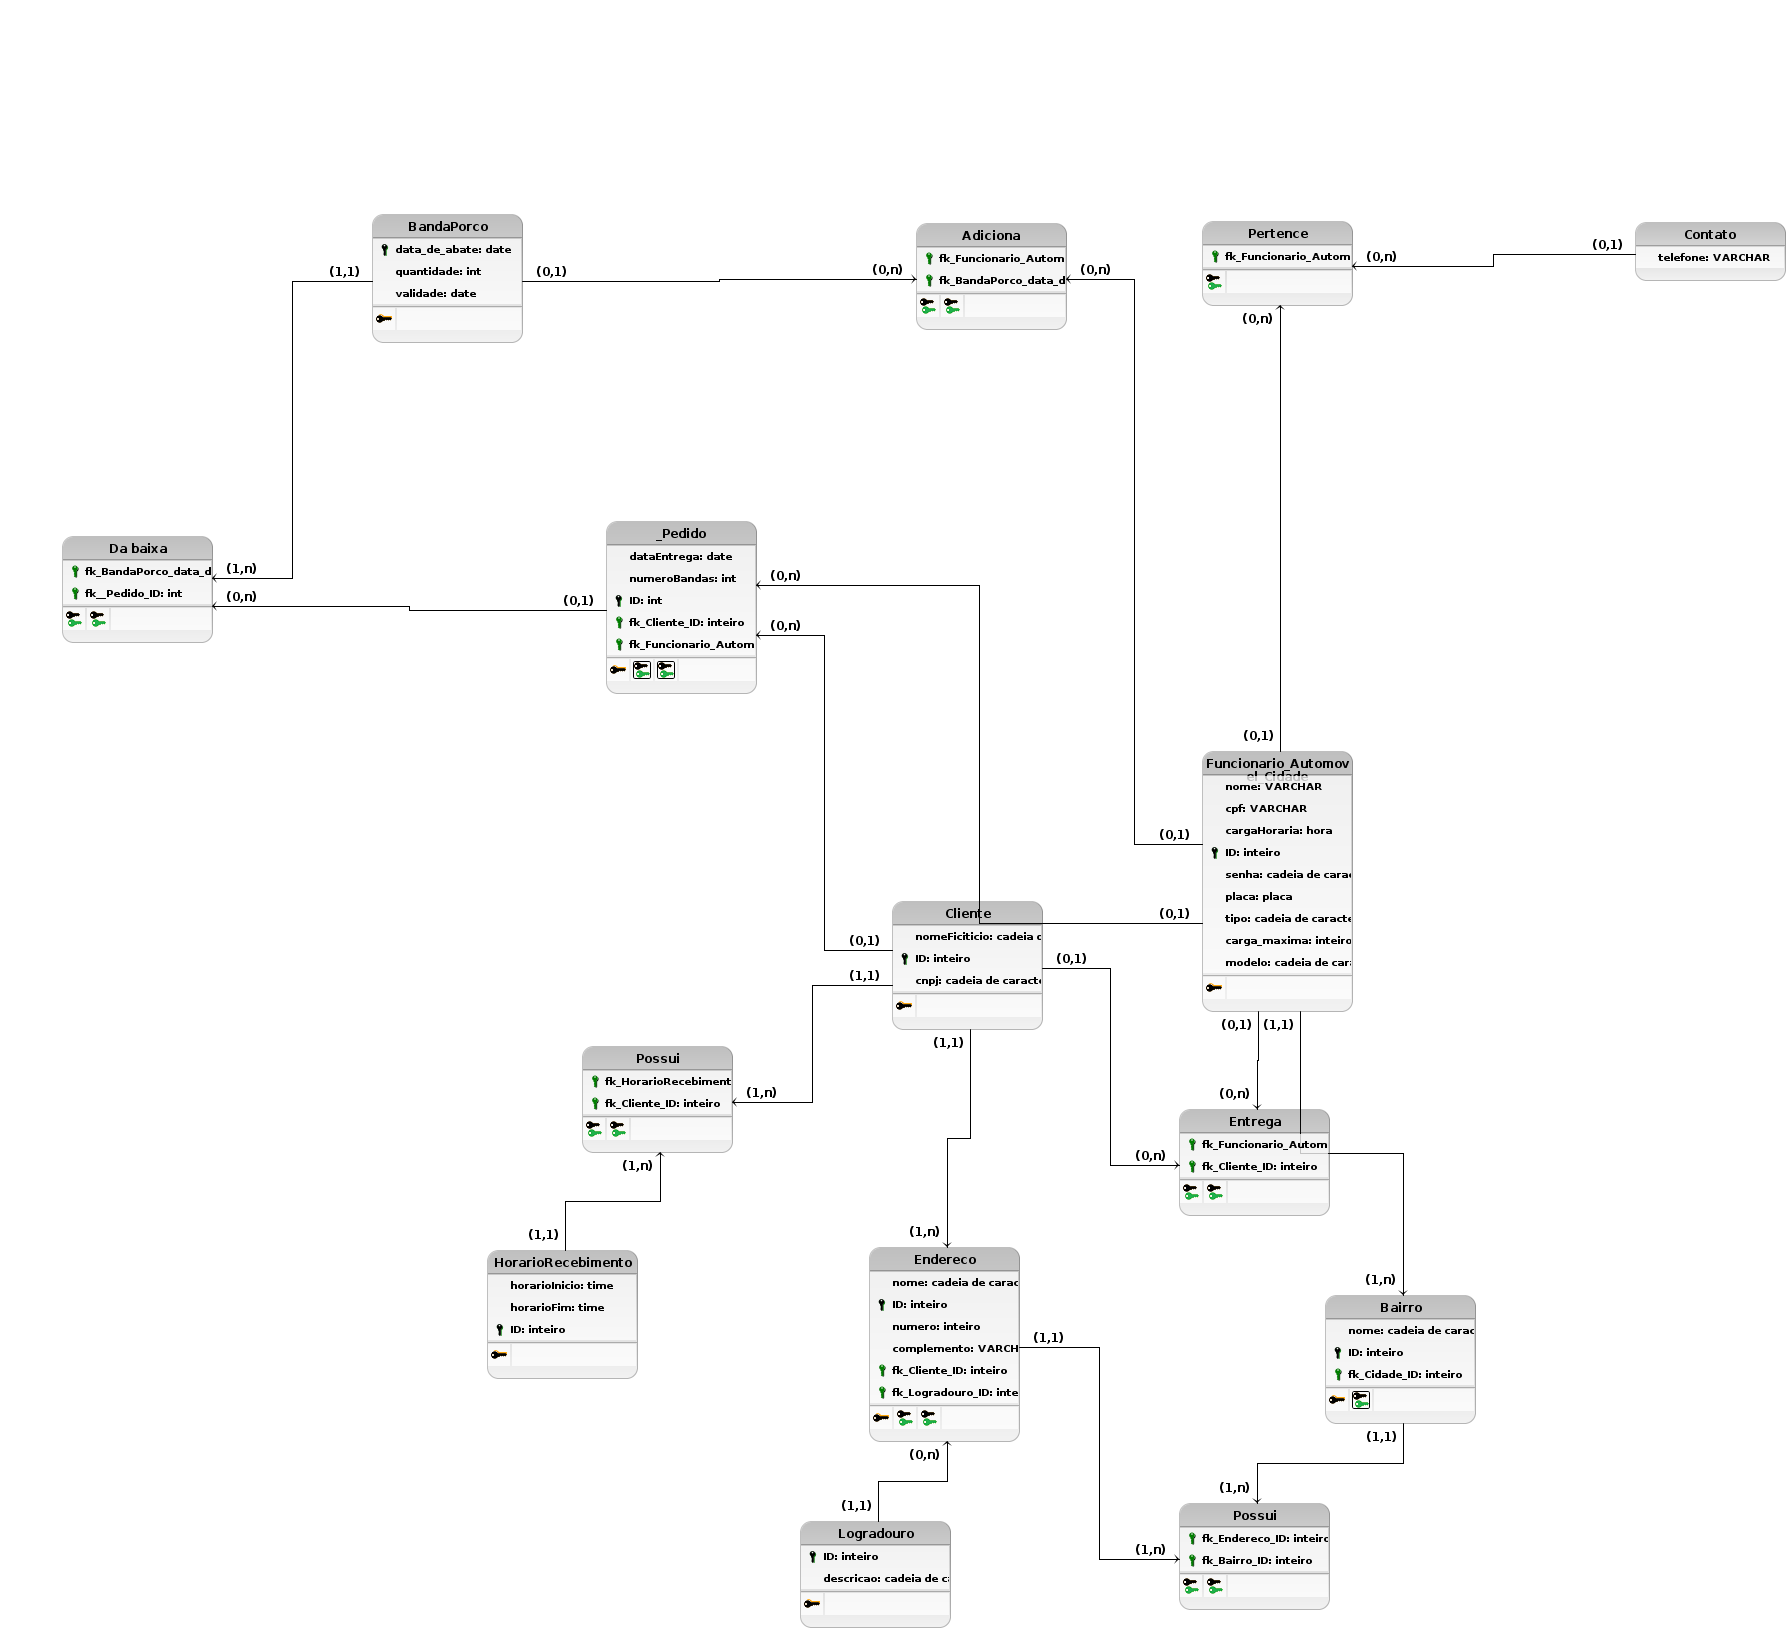 BandaPorco
data_de_abate: date
quantidade: int
validade: date
(1,1)
(0,1)
Adiciona
fk_Funcionario_Autom
fk_BandaPorco_data_d
(0,n)
(0,n)
Pertence
fk_Funcionario_Autom
(0,n)
(0,n)
Contato
telefone: VARCHAR
(0,1)
Da baixa
fk_BandaPorco_data_d
fk__Pedido_ID: int
(1,n)
(0,n)
_Pedido
dataEntrega: date
numeroBandas: int
ID: int
fk_Cliente_ID: inteiro
fk_Funcionario_Autom
(0,1)
(0,n)
(0,n)
(0,1)
Funcionario_Automov
el_Cidade
nome: VARCHAR
cpf: VARCHAR
cargaHoraria: hora
ID: inteiro
senha: cadeia de carac
placa: placa
tipo: cadeia de caracte
carga_maxima: inteiro
modelo: cadeia de cara
(0,1)
(0,1)
(0,1)
(1,1)
Cliente
nomeFiciticio: cadeia d
ID: inteiro
cnpj: cadeia de caracte
(0,1)
(1,1)
(0,1)
(1,1)
Possui
fk_HorarioRecebiment
fk_Cliente_ID: inteiro
(1,n)
(1,n)
Entrega
fk_Funcionario_Autom
fk_Cliente_ID: inteiro
(0,n)
(0,n)
HorarioRecebimento
horarioInicio: time
horarioFim: time
ID: inteiro
(1,1)
Endereco
nome: cadeia de carac
ID: inteiro
numero: inteiro
complemento: VARCH
fk_Cliente_ID: inteiro
fk_Logradouro_ID: inte
(1,n)
(1,1)
(0,n)
Bairro
nome: cadeia de carac
ID: inteiro
fk_Cidade_ID: inteiro
(1,n)
(1,1)
Logradouro
ID: inteiro
descricao: cadeia de ca
(1,1)
Possui
fk_Endereco_ID: inteiro
fk_Bairro_ID: inteiro
(1,n)
(1,n)